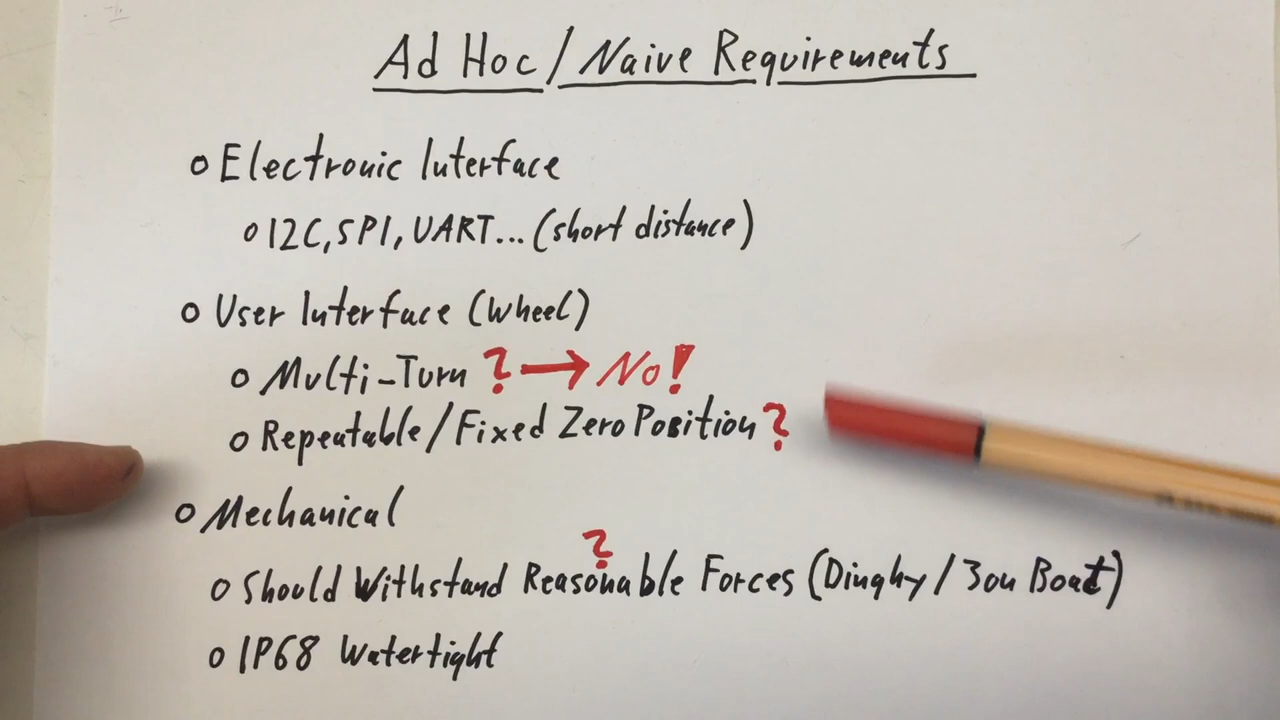 Ad Hoc / Naive Requirements
o Electronic Interface
o I2C, SPI, UART... (short distance)
o User Interface (Wheel)
o Multi-Turn ? → No!
o Repeatable / Fixed Zero Position ?
o Mechanical
?
o Should Withstand Reasonable Forces (Dinghy / 30m Boat)
o IP68 Watertight